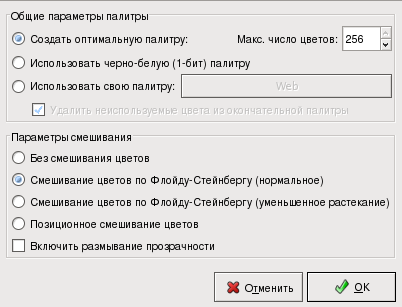 Общие параметры палитры
Создать оптимальную палитру: Макс. число цветов: 256
Использовать черно-белую (1-бит) палитру
Использовать свою палитру: Web
Удалить неиспользуемые цвета из окончательной палитры
Параметры смешивания
Без смешивания цветов
Смешивание цветов по Флойду-Стейнбергу (нормальное)
Смешивание цветов по Флойду-Стейнбергу (уменьшенное растекание)
Позиционное смешивание цветов
Включить размывание прозрачности
Отменить OK